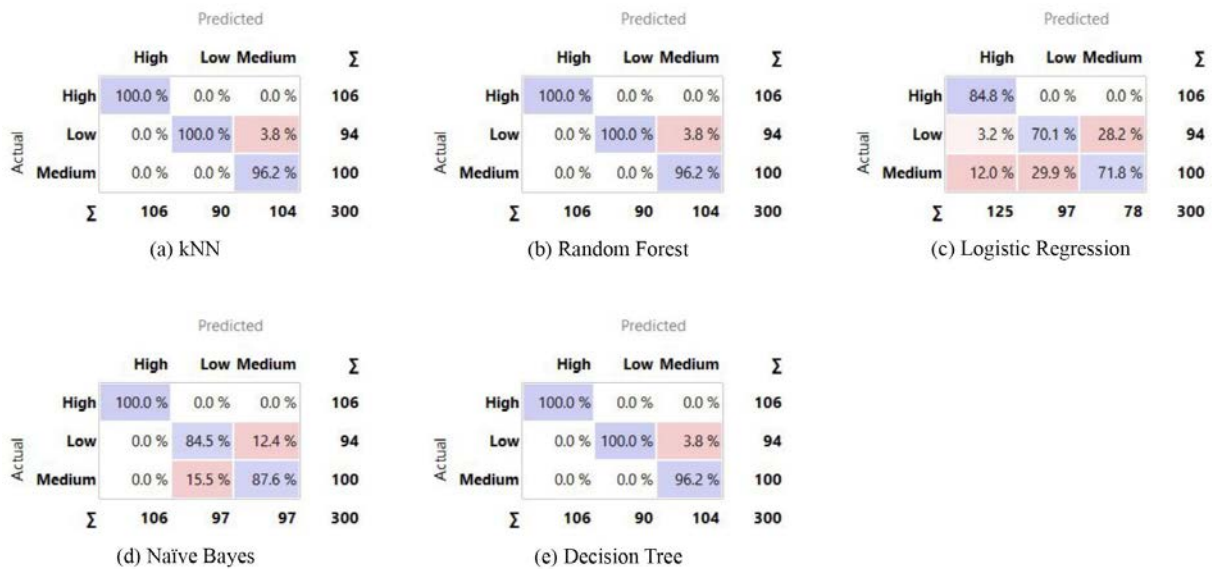 Predicted
High Low Medium ∑
High 100.0 % 0.0 % 0.0 % 106
Low 0.0 % 100.0 % 3.8 % 94
Medium 0.0 % 0.0 % 96.2 % 100
∑ 106 90 104 300
Actual
(a) kNN
Predicted
High Low Medium ∑
High 100.0 % 0.0 % 0.0 % 106
Low 0.0 % 100.0 % 3.8 % 94
Medium 0.0 % 0.0 % 96.2 % 100
∑ 106 90 104 300
Actual
(b) Random Forest
Predicted
High Low Medium ∑
High 84.8 % 0.0 % 0.0 % 106
Low 3.2 % 70.1 % 28.2 % 94
Medium 12.0 % 29.9 % 71.8 % 100
∑ 125 97 78 300
Actual
(c) Logistic Regression
Predicted
High Low Medium ∑
High 100.0 % 0.0 % 0.0 % 106
Low 0.0 % 84.5 % 12.4 % 94
Medium 0.0 % 15.5 % 87.6 % 100
∑ 106 97 97 300
Actual
(d) Naïve Bayes
Predicted
High Low Medium ∑
High 100.0 % 0.0 % 0.0 % 106
Low 0.0 % 100.0 % 3.8 % 94
Medium 0.0 % 0.0 % 96.2 % 100
∑ 106 90 104 300
Actual
(e) Decision Tree